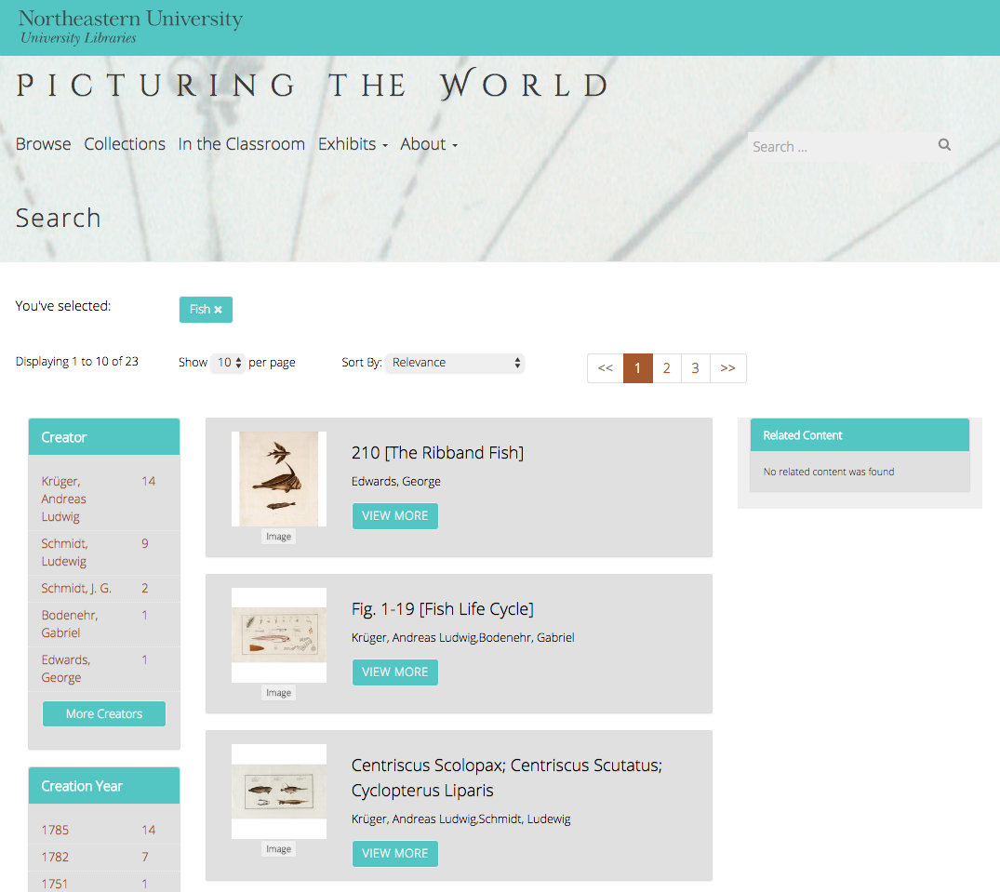 Northeastern University
University Libraries
Picturing the World
Browse Collections In the Classroom Exhibits About
Search ...
Search
You've selected:
Fish ✖
Displaying 1 to 10 of 23
Show 10 per page
Sort By: Relevance
<< 1 2 3 >>
Creator
Krüger, Andreas Ludwig 14
Schmidt, Ludewig 9
Schmidt, J. G. 2
Bodenehr, Gabriel 1
Edwards, George 1
More Creators
Creation Year
1785 14
1782 7
1751 1
210 [The Ribband Fish]
Edwards, George
VIEW MORE
Image
Fig. 1-19 [Fish Life Cycle]
Krüger, Andreas Ludwig,Bodenehr, Gabriel
VIEW MORE
Image
Centriscus Scolopax; Centriscus Scutatus;
Cyclopterus Liparis
Krüger, Andreas Ludwig,Schmidt, Ludewig
VIEW MORE
Image
Related Content
No related content was found